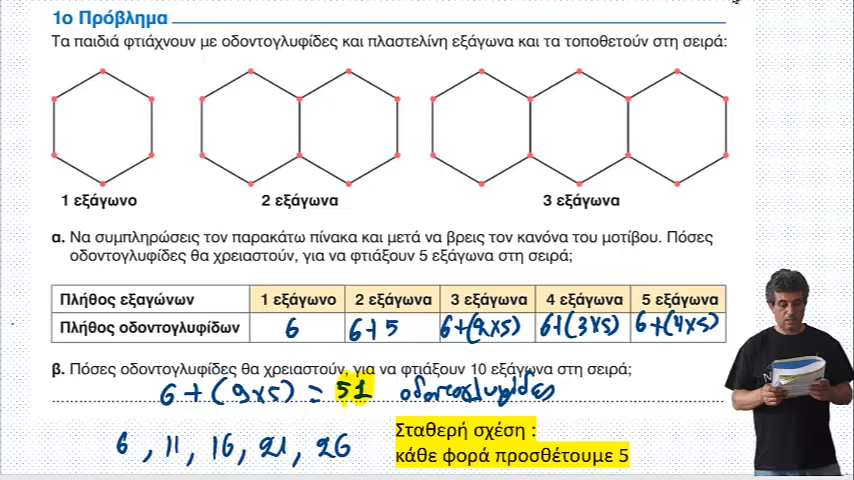 1ο Πρόβλημα
Τα παιδιά φτιάχνουν με οδοντογλυφίδες και πλαστελίνη εξάγωνα και τα τοποθετούν στη σειρά:
1 εξάγωνο 2 εξάγωνα 3 εξάγωνα
α. Να συμπληρώσεις τον παρακάτω πίνακα και μετά να βρεις τον κανόνα του μοτίβου. Πόσες
οδοντογλυφίδες θα χρειαστούν, για να φτιάξουν 5 εξάγωνα στη σειρά;
Πλήθος εξαγώνων 1 εξάγωνο 2 εξάγωνα 3 εξάγωνα 4 εξάγωνα 5 εξάγωνα
Πλήθος οδοντογλυφίδων 6 6+5 6+(2x5) 6+(3x5) 6+(4x5)
β. Πόσες οδοντογλυφίδες θα χρειαστούν, για να φτιάξουν 10 εξάγωνα στη σειρά;
6+(9x5) = 51 οδοντογλυφίδες
6, 11, 16, 21, 26
Σταθερή σχέση :
κάθε φορά προσθέτουμε 5